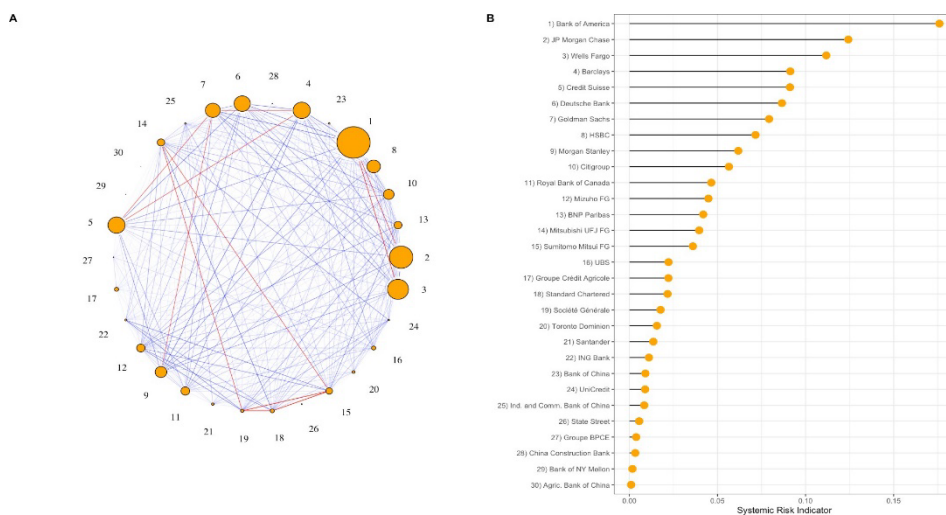 A
28
6
4
7
23
25
1
14
8
30
10
29
13
5
2
27
3
17
24
22
16
12
20
9
15
11
26
21
18
19
B
1) Bank of America
2) JP Morgan Chase
3) Wells Fargo
4) Barclays
5) Credit Suisse
6) Deutsche Bank
7) Goldman Sachs
8) HSBC
9) Morgan Stanley
10) Citigroup
11) Royal Bank of Canada
12) Mizuho FG
13) BNP Paribas
14) Mitsubishi UFJ FG
15) Sumitomo Mitsui FG
16) UBS
17) Groupe Crédit Agricole
18) Standard Chartered
19) Société Générale
20) Toronto Dominion
21) Santander
22) ING Bank
23) Bank of China
24) UniCredit
25) Ind. and Comm. Bank of China
26) State Street
27) Groupe BPCE
28) China Construction Bank
29) Bank of NY Mellon
30) Agric. Bank of China
0.00 0.05 0.10 0.15
Systemic Risk Indicator